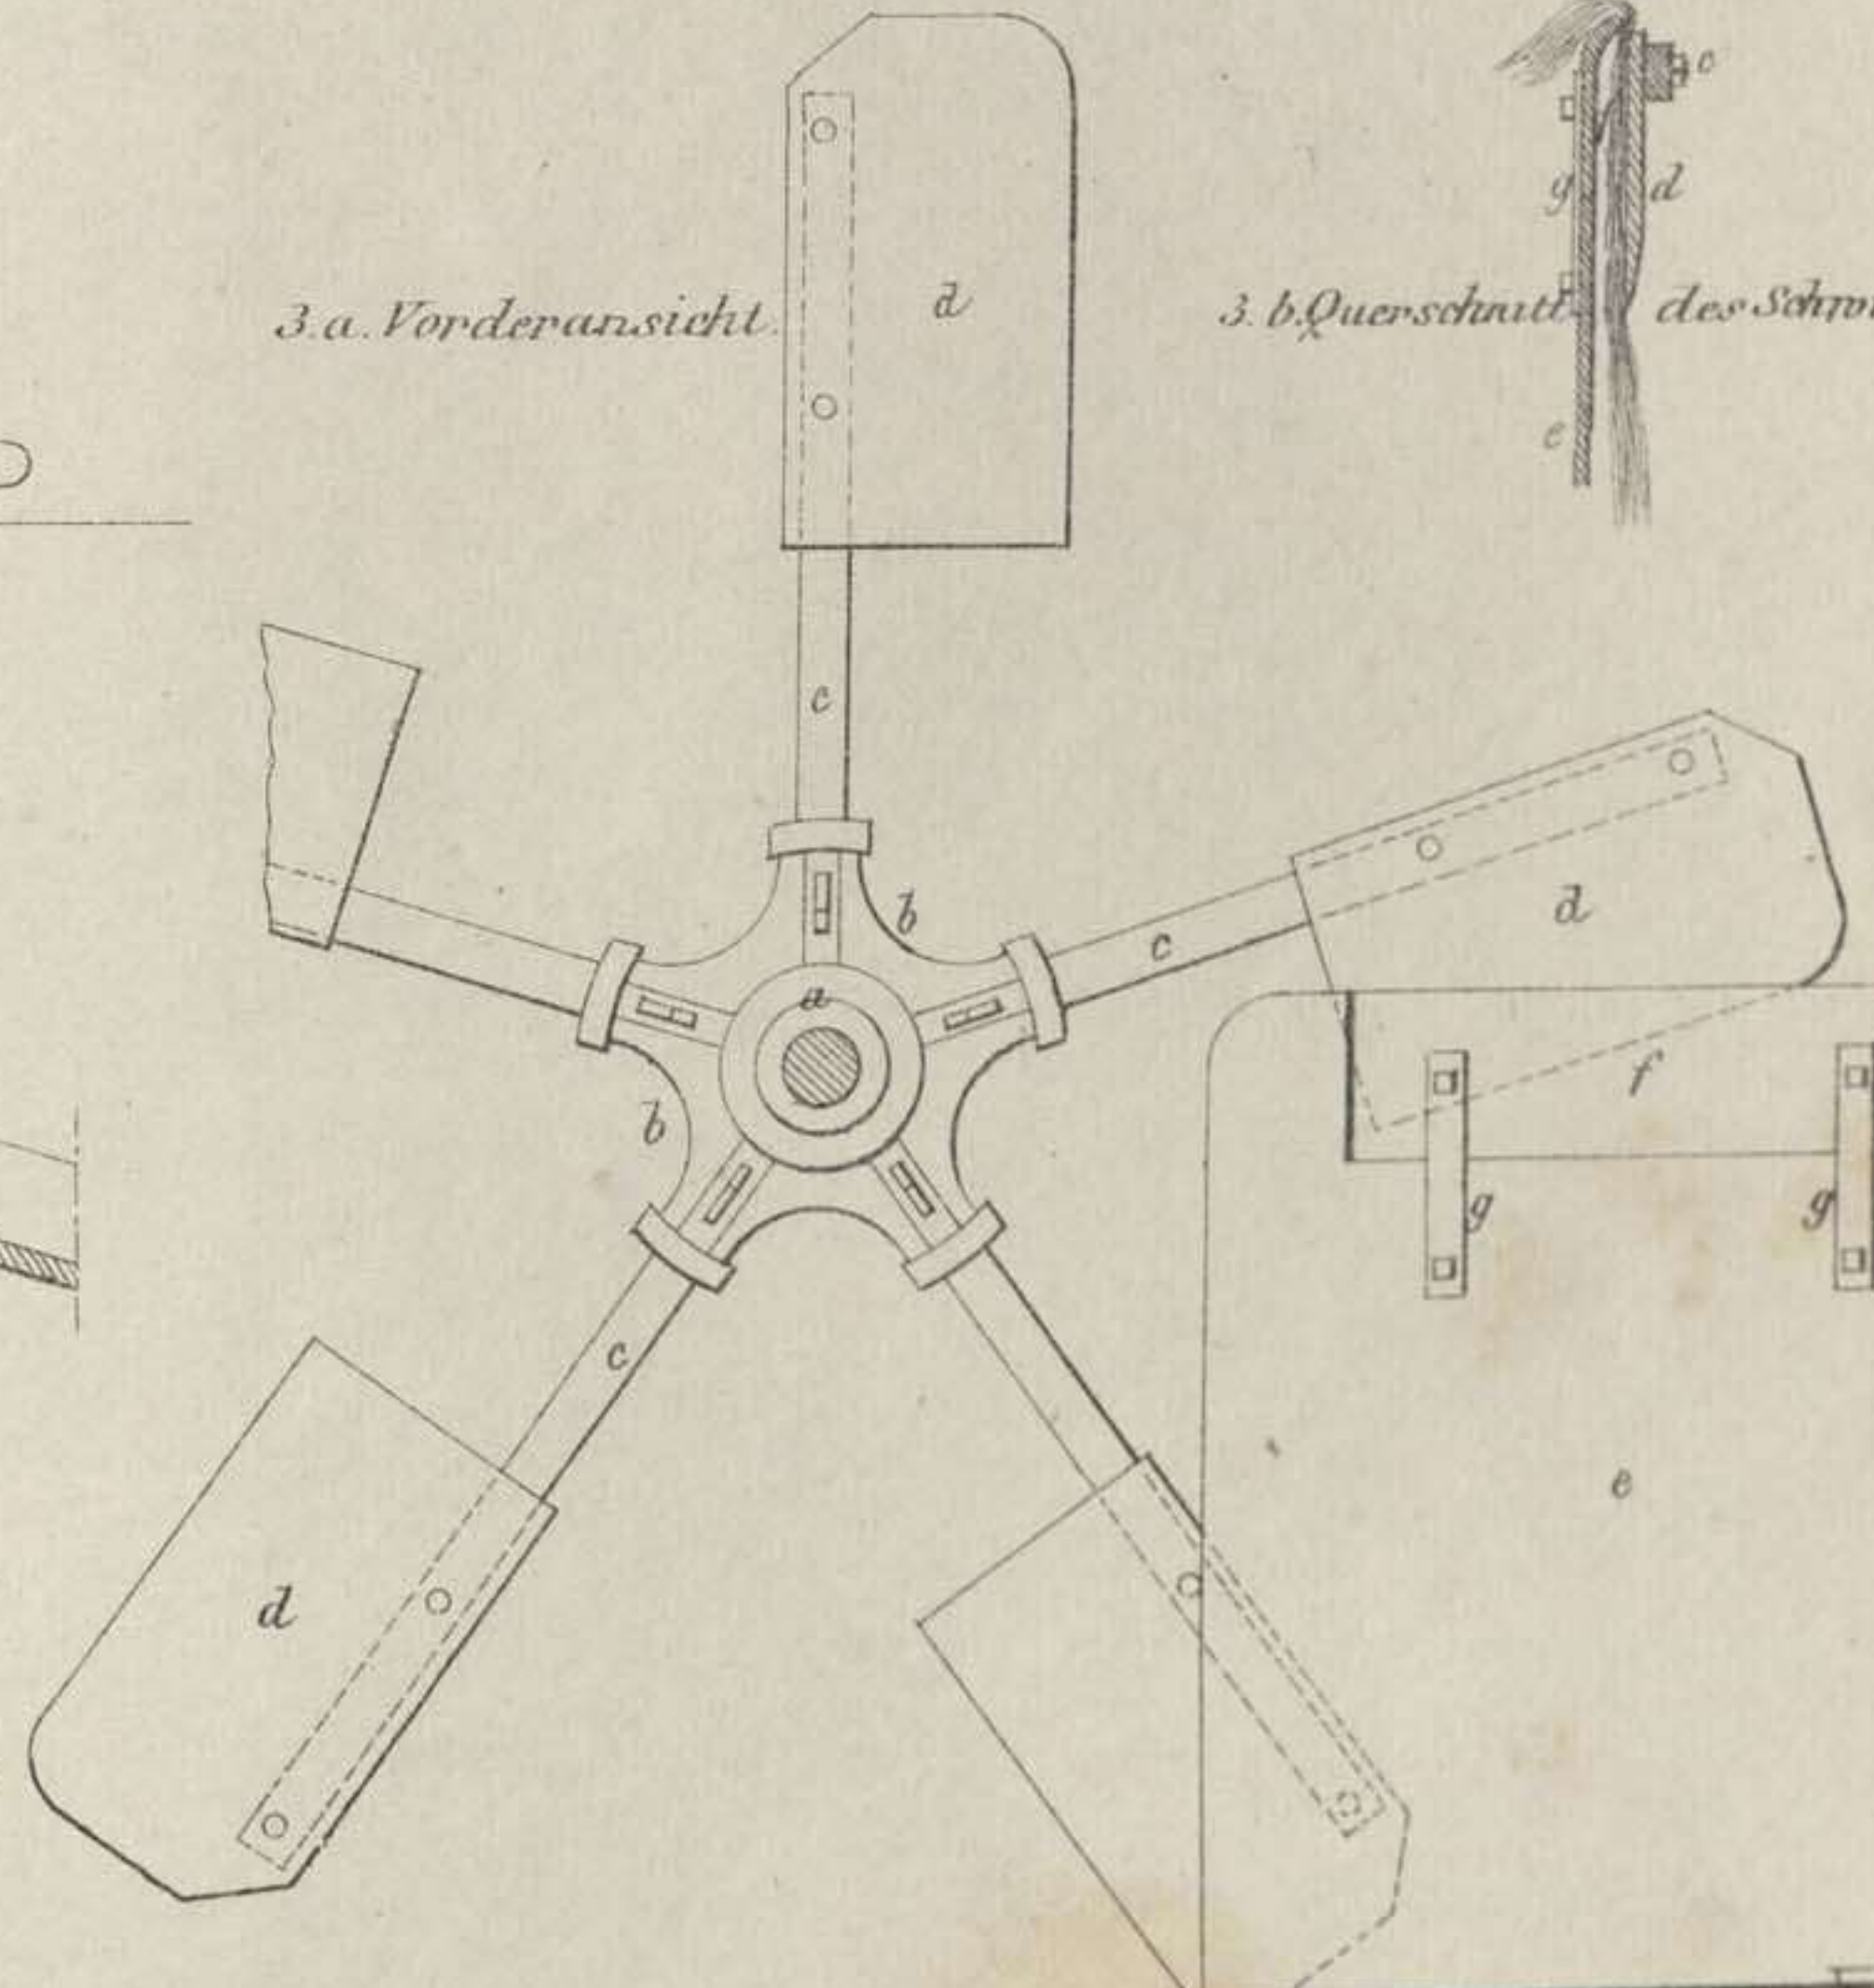 3.a. Vorderansicht.
3. b. Querschnitt des
c
g
d
e
d
c
b
c
d
a
f
b
g
g
c
e
d